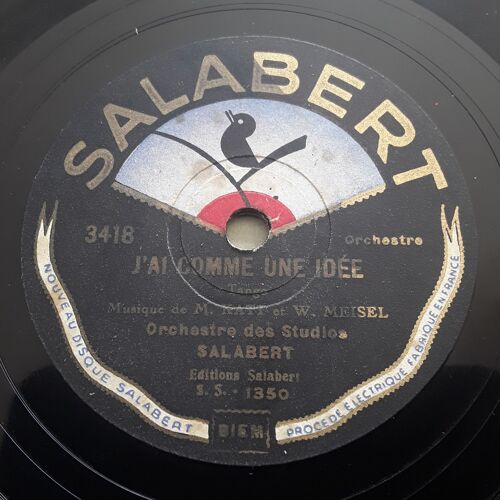 SALABERT
3418
Orchestre
J'AI COMME UNE IDÉE
Tango
Musique de M. KATT et W. MEISEL
Orchestre des Studios
SALABERT
Editions Salabert
S. S. - 1350
NOUVEAU DISQUE SALABERT
BIEM
PROCÉDÉ ÉLECTRIQUE FABRIQUÉ EN FRANCE